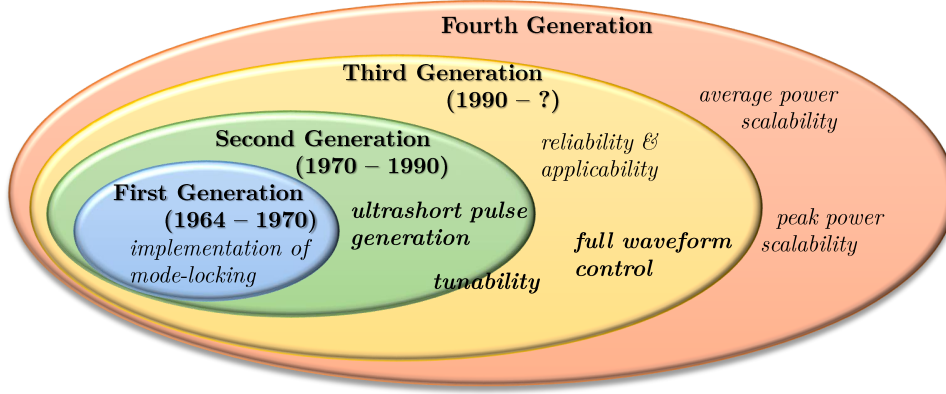 Fourth Generation
Third Generation
(1990 – ?)
average power
scalability
Second Generation
(1970 – 1990)
reliability &
applicability
First Generation
(1964 – 1970)
implementation of
mode-locking
ultrashort pulse
generation
tunability
full waveform
control
peak power
scalability